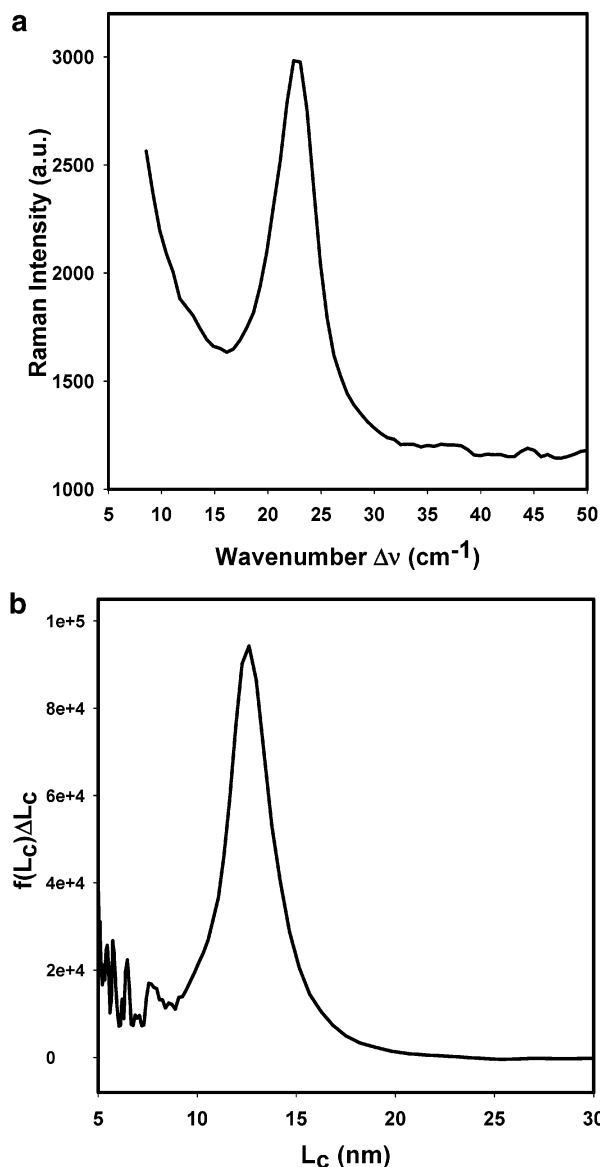 a
3000
2500
2000
1500
1000
Raman Intensity (a.u.)
5 10 15 20 25 30 35 40 45 50
Wavenumber Δν (cm-1)
b
1e+5
8e+4
6e+4
4e+4
2e+4
0
f(Lc)ΔLc
5 10 15 20 25 30
Lc (nm)